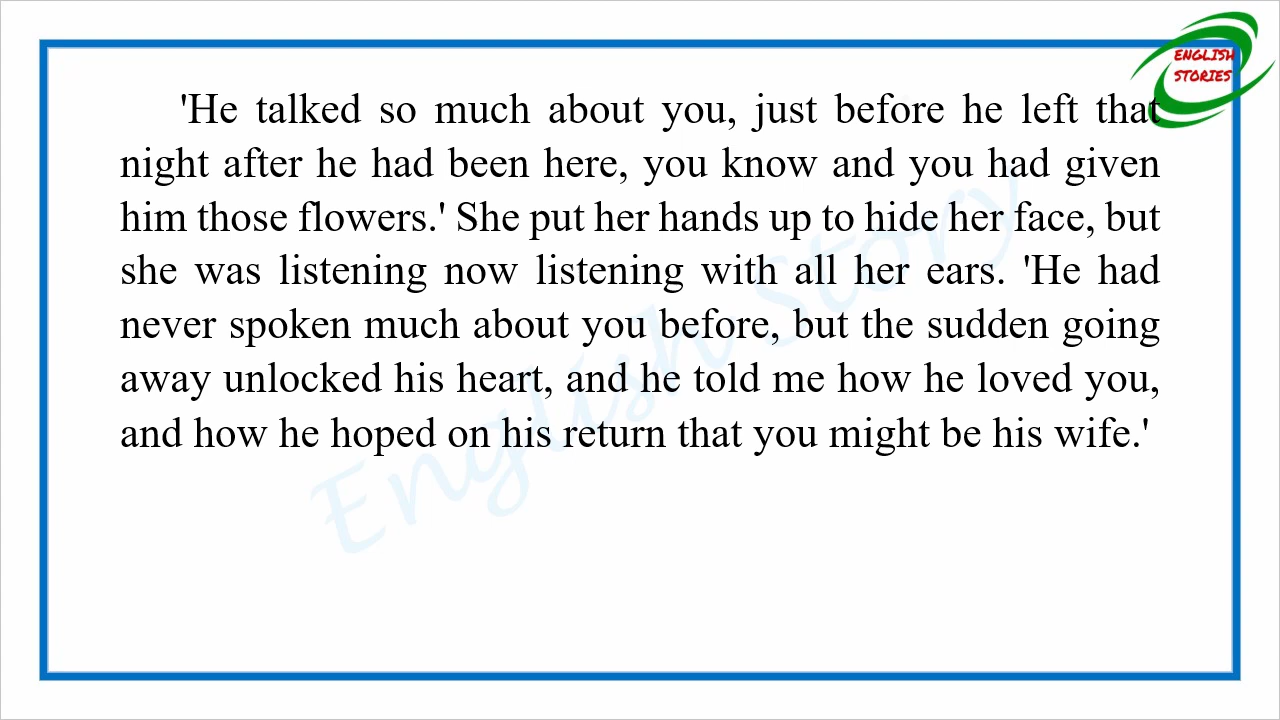 ENGLISH
STORIES
'He talked so much about you, just before he left that
night after he had been here, you know and you had given
him those flowers.' She put her hands up to hide her face, but
she was listening now listening with all her ears. 'He had
never spoken much about you before, but the sudden going
away unlocked his heart, and he told me how he loved you,
and how he hoped on his return that you might be his wife.'
English Story